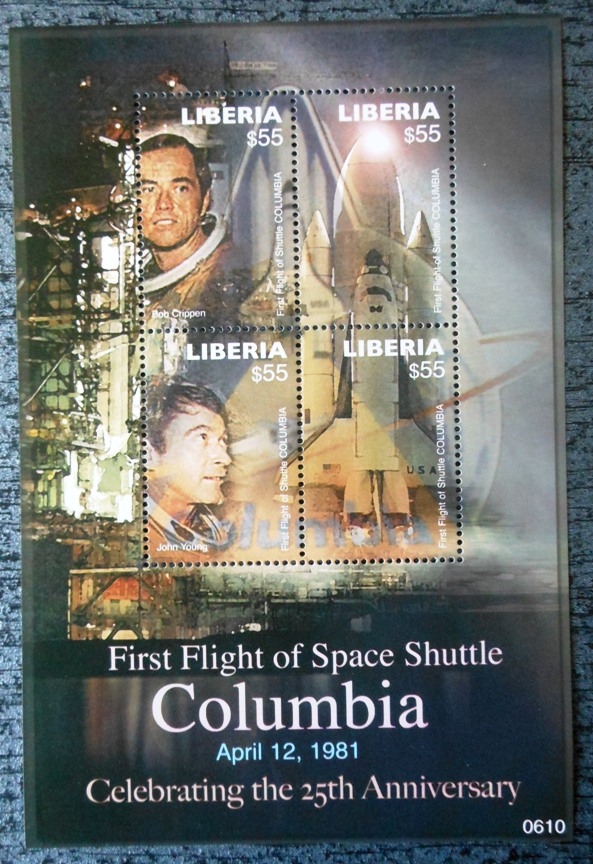 LIBERIA
$55
First Flight of Shuttle COLUMBIA
Bob Crippen
LIBERIA
$55
First Flight of Shuttle COLUMBIA
USA
LIBERIA
$55
First Flight of Shuttle COLUMBIA
John Young
LIBERIA
$55
First Flight of Shuttle COLUMBIA
USA
Columbia
First Flight of Space Shuttle
Columbia
April 12, 1981
Celebrating the 25th Anniversary
0610